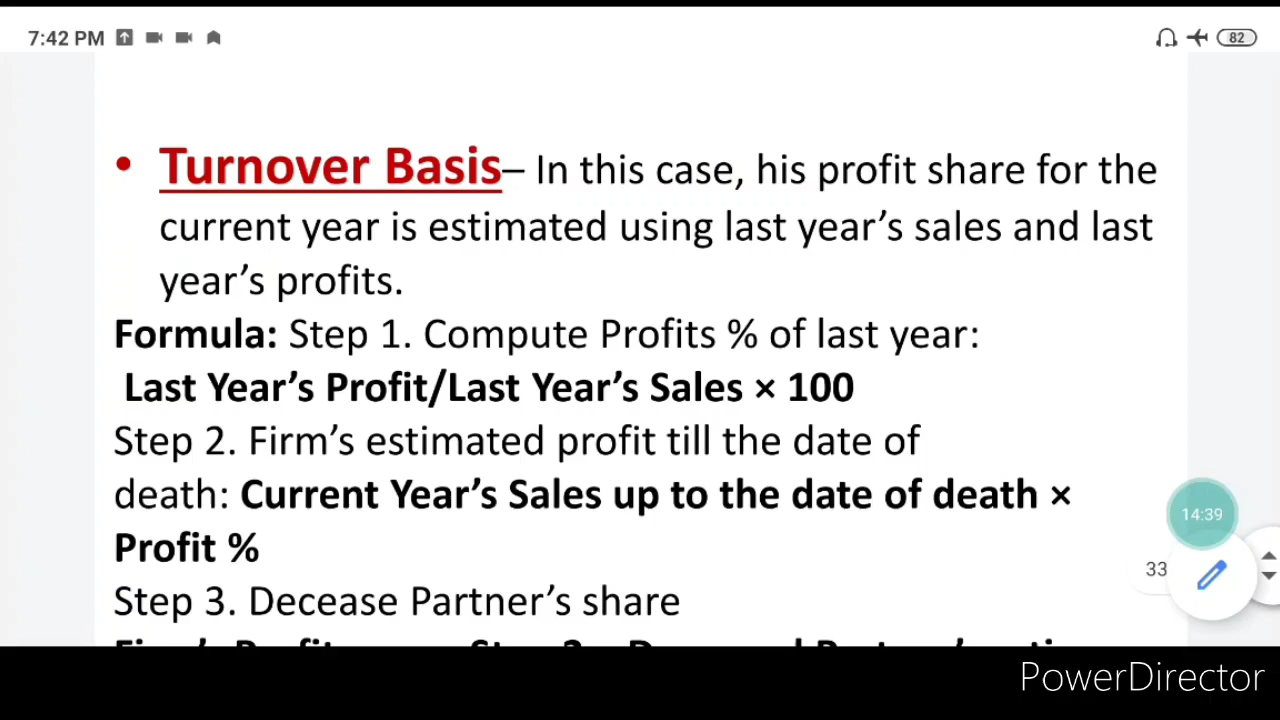 7:42 PM
82
• Turnover Basis– In this case, his profit share for the
current year is estimated using last year’s sales and last
year’s profits.
Formula: Step 1. Compute Profits % of last year:
Last Year’s Profit/Last Year’s Sales × 100
Step 2. Firm’s estimated profit till the date of
death: Current Year’s Sales up to the date of death ×
Profit %
14:39
33
Step 3. Decease Partner’s share
PowerDirector